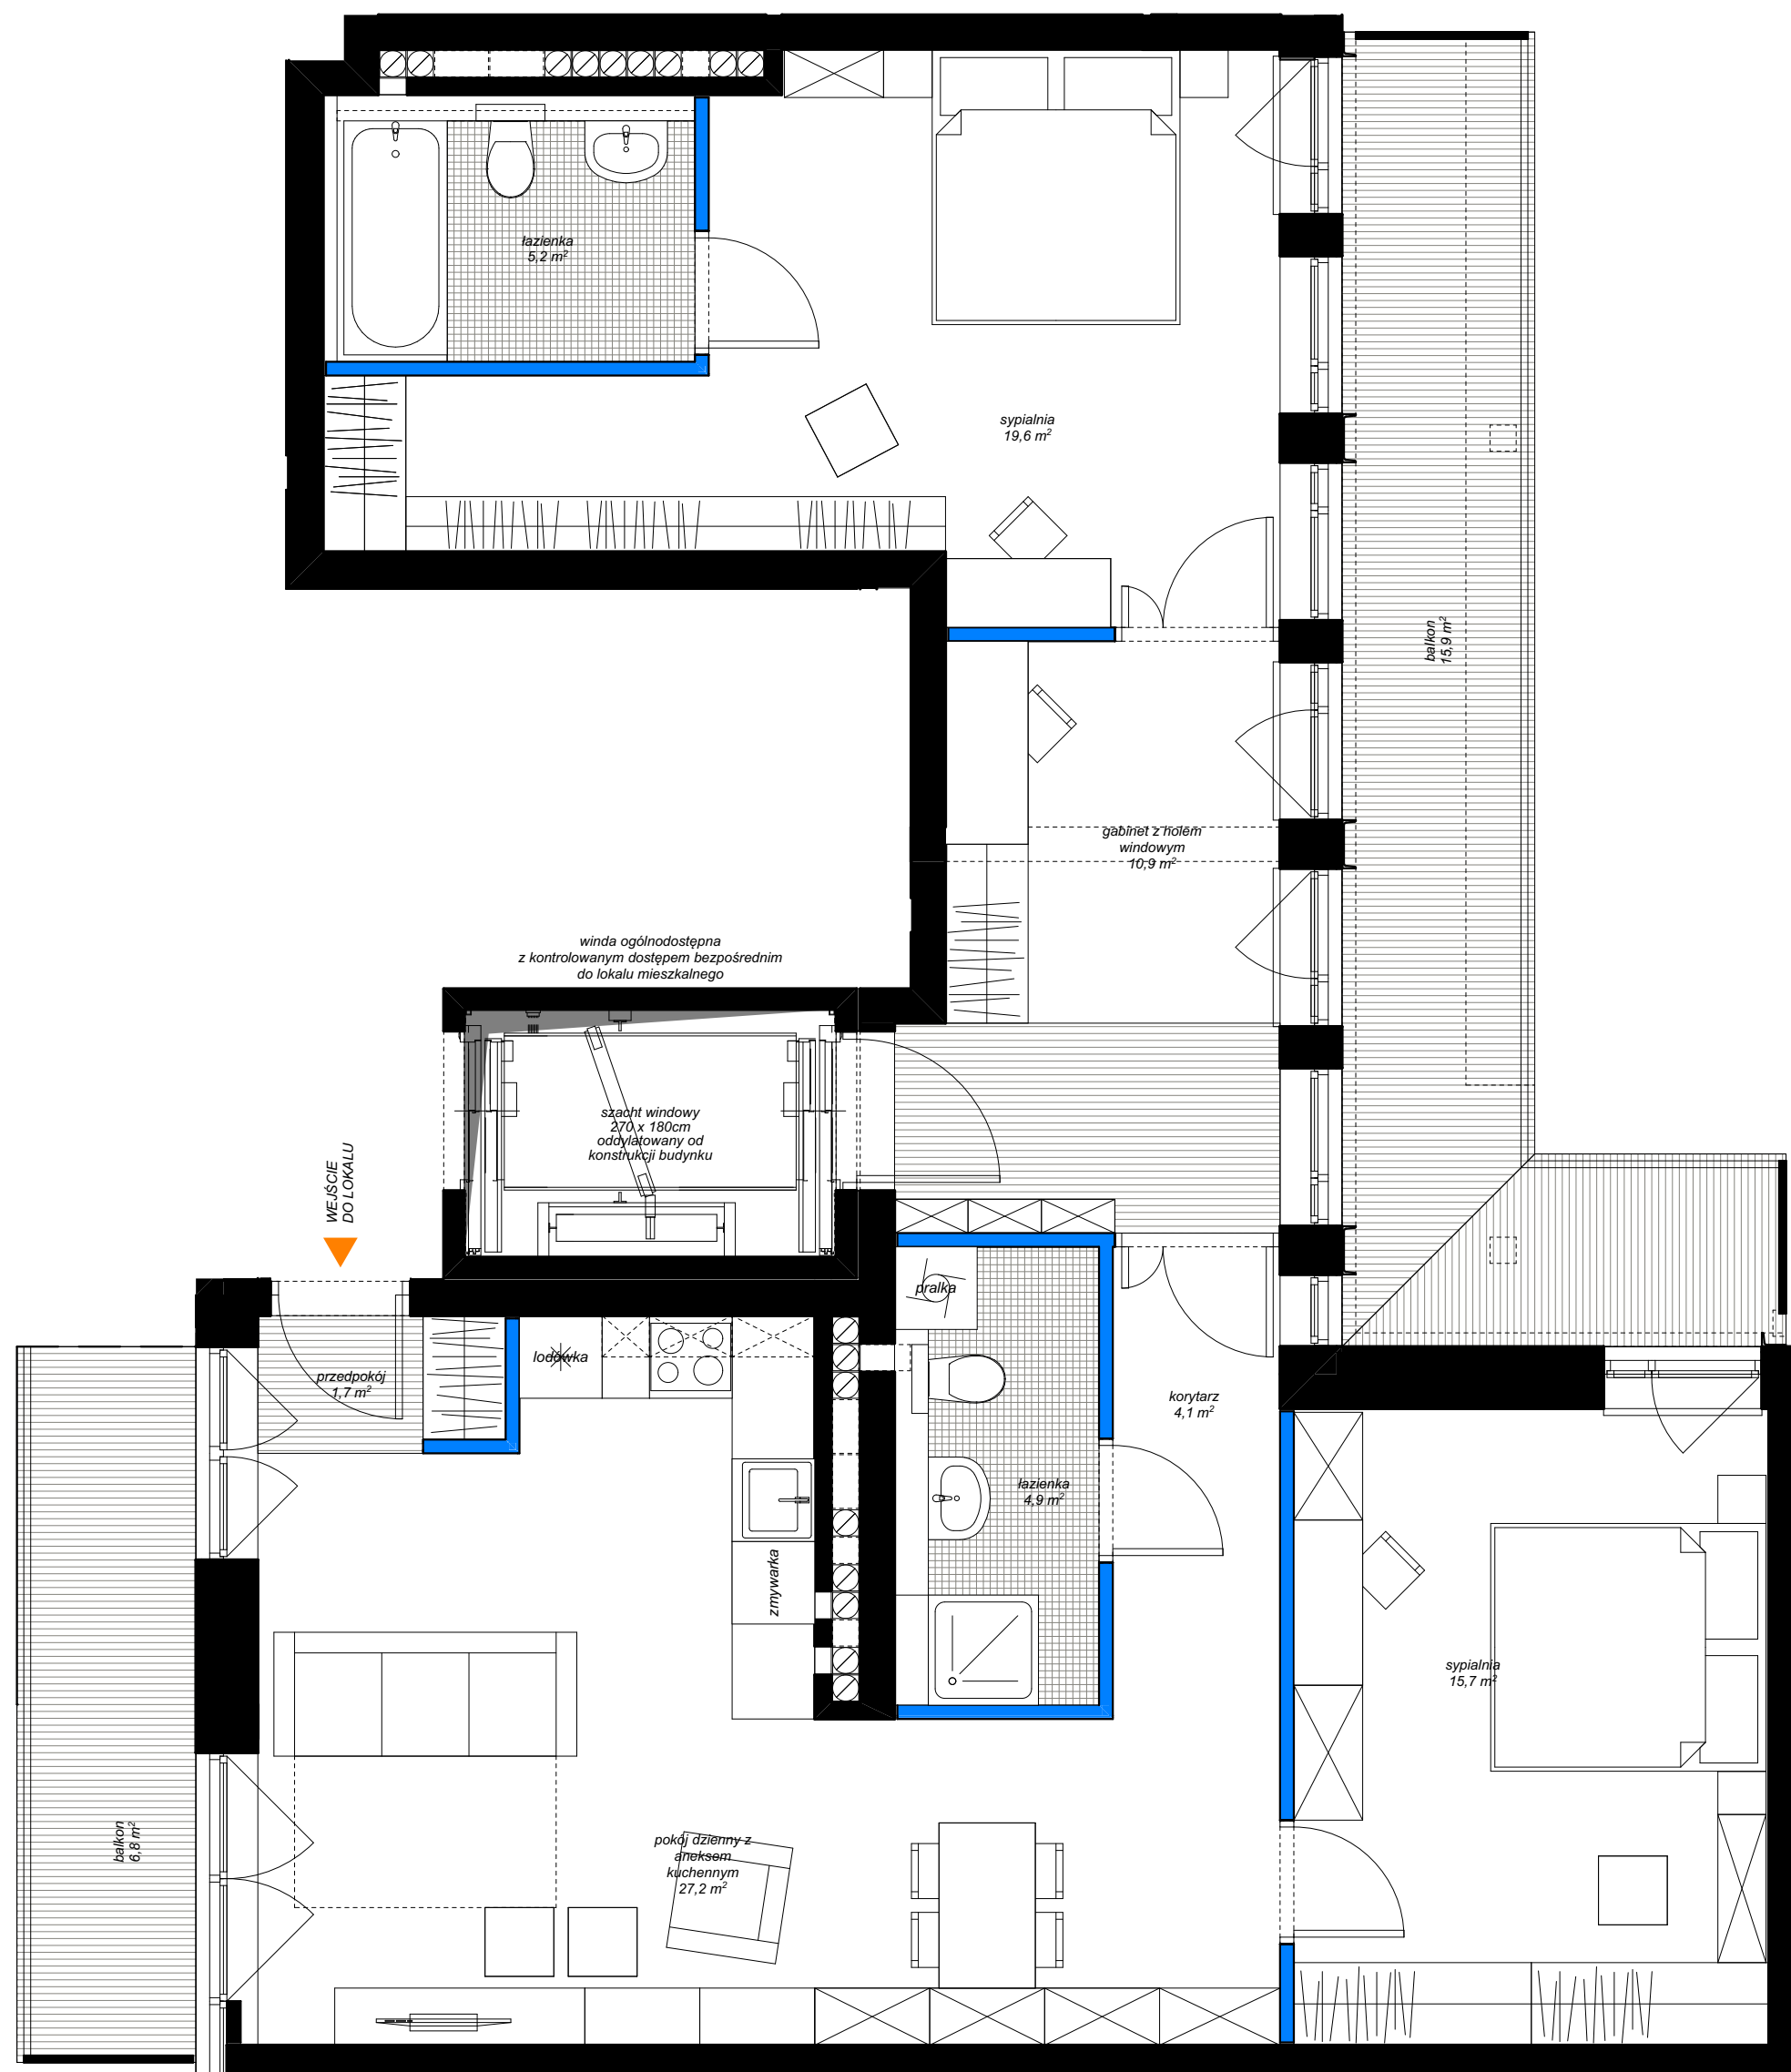 łazienka
5,2 m²
sypialnia
19,6 m²
balkon
15,9 m²
gabinet z holem
windowym
10,9 m²
winda ogólnodostępna
z kontrolowanym dostępem bezpośrednim
do lokalu mieszkalnego
szacht windowy
270 x 180cm
oddylatowany od
konstrukcji budynku
WEJŚCIE
DO LOKALU
pralka
lodówka
przedpokój
1,7 m²
korytarz
4,1 m²
łazienka
4,9 m²
zmywarka
sypialnia
15,7 m²
balkon
6,8 m²
pokój dzienny z
aneksem
kuchennym
27,2 m²